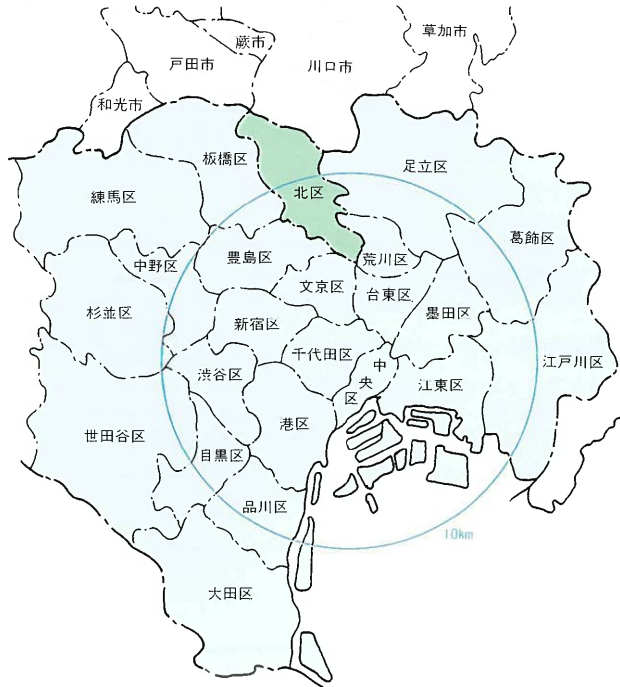 草加市
蕨市
戸田市
川口市
和光市
板橋区
足立区
練馬区
北区
葛飾区
豊島区
荒川区
中野区
文京区
台東区
杉並区
墨田区
新宿区
千代田区
江戸川区
渋谷区
中央区
江東区
港区
世田谷区
目黒区
品川区
10km
大田区